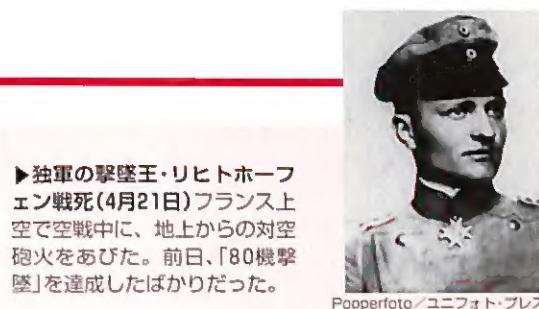 ▶独軍の撃墜王・リヒトホーフ
ェン戦死(4月21日)フランス上
空で空戦中に、地上からの対空
砲火をあびた。前日、「80機撃
墜」を達成したばかりだった。
Popperfoto/ユニフォト・プレス